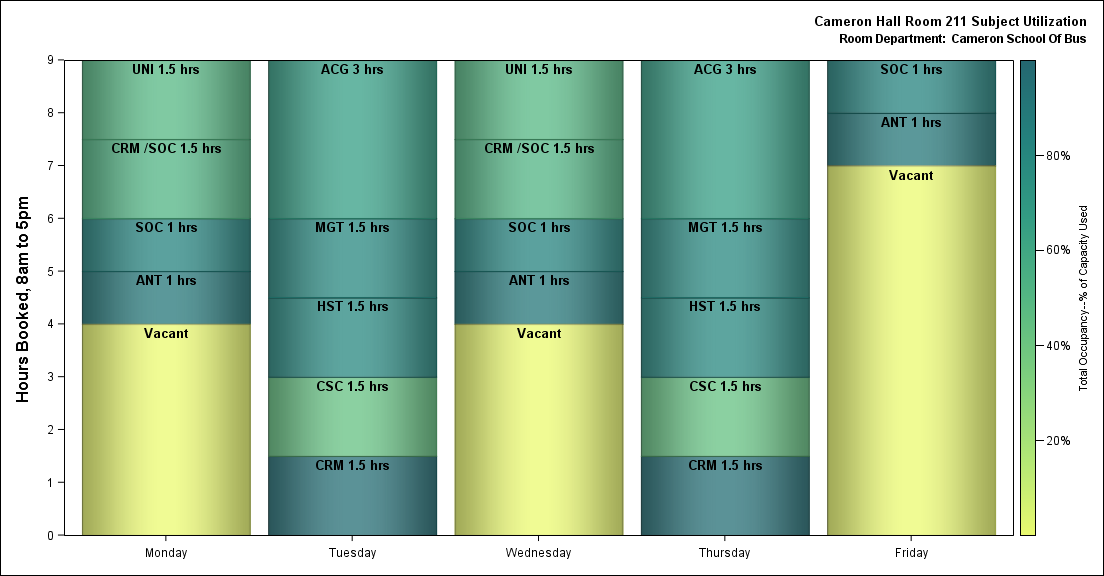 Cameron Hall Room 211 Subject Utilization
Room Department: Cameron School Of Bus
Hours Booked, 8am to 5pm
9
8
7
6
5
4
3
2
1
0
UNI 1.5 hrs
CRM /SOC 1.5 hrs
SOC 1 hrs
ANT 1 hrs
Vacant
ACG 3 hrs
MGT 1.5 hrs
HST 1.5 hrs
CSC 1.5 hrs
CRM 1.5 hrs
UNI 1.5 hrs
CRM /SOC 1.5 hrs
SOC 1 hrs
ANT 1 hrs
Vacant
ACG 3 hrs
MGT 1.5 hrs
HST 1.5 hrs
CSC 1.5 hrs
CRM 1.5 hrs
SOC 1 hrs
ANT 1 hrs
Vacant
Monday Tuesday Wednesday Thursday Friday
80%
60%
40%
20%
Total Occupancy--% of Capacity Used